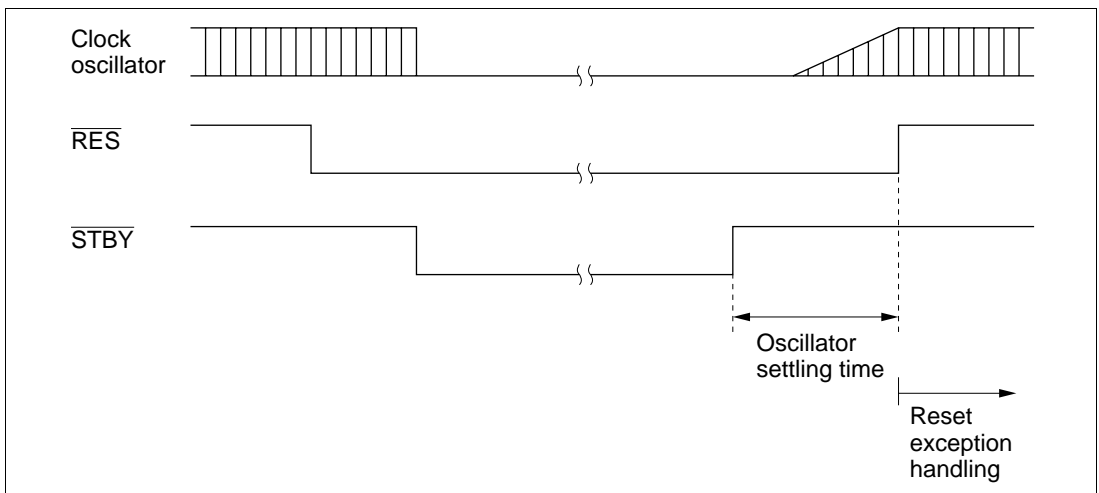 Clock
oscillator
RES
STBY
Oscillator
settling time
Reset
exception
handling